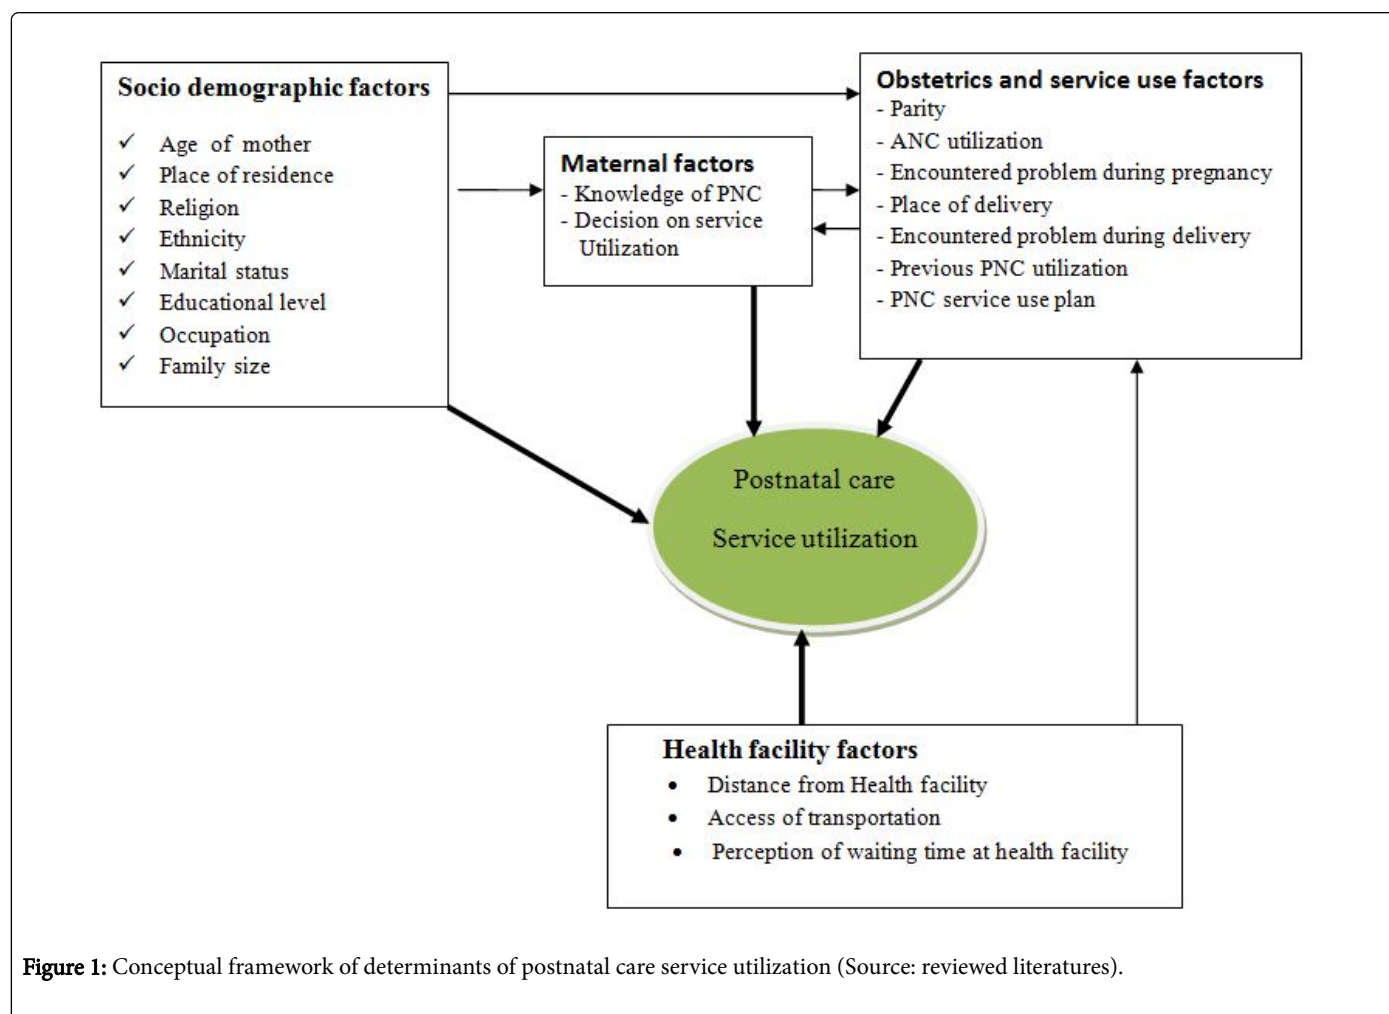 Socio demographic factors
✓ Age of mother
✓ Place of residence
✓ Religion
✓ Ethnicity
✓ Marital status
✓ Educational level
✓ Occupation
✓ Family size
Maternal factors
- Knowledge of PNC
- Decision on service
Utilization
Obstetrics and service use factors
- Parity
- ANC utilization
- Encountered problem during pregnancy
- Place of delivery
- Encountered problem during delivery
- Previous PNC utilization
- PNC service use plan
Postnatal care
Service utilization
Health facility factors
• Distance from Health facility
• Access of transportation
• Perception of waiting time at health facility
Figure 1: Conceptual framework of determinants of postnatal care service utilization (Source: reviewed literatures).